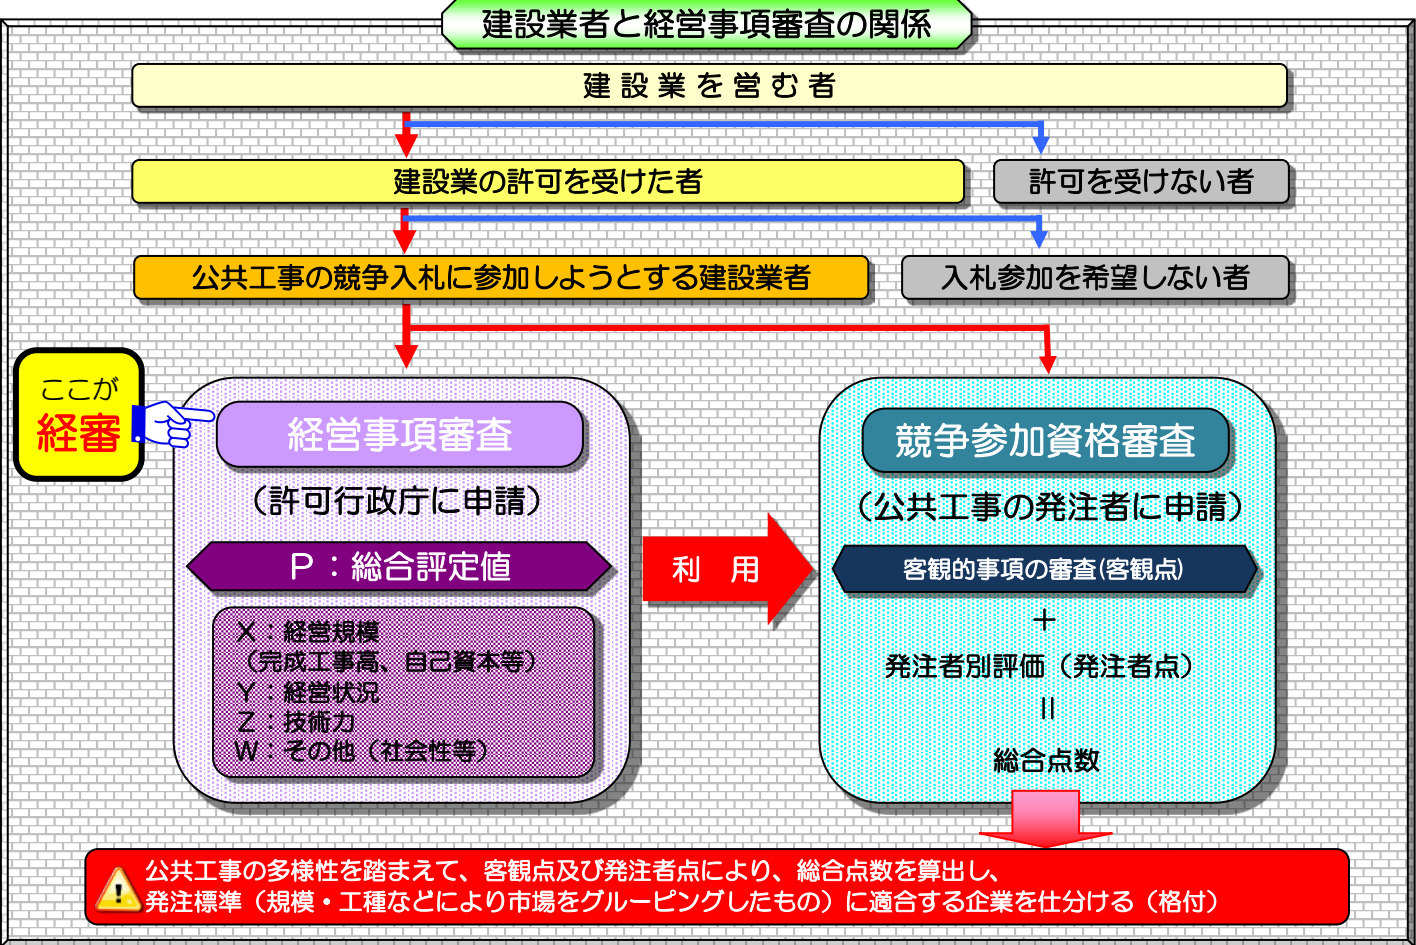 建設業者と経営事項審査の関係
建設業を営む者
建設業の許可を受けた者
許可を受けない者
公共工事の競争入札に参加しようとする建設業者
入札参加を希望しない者
ここが
経審
経営事項審査
（許可行政庁に申請）
P：総合評定値
X：経営規模
（完成工事高、自己資本等）
Y：経営状況
Z：技術力
W：その他（社会性等）
利　用
競争参加資格審査
（公共工事の発注者に申請）
客観的事項の審査(客観点)
＋
発注者別評価（発注者点）
＝
総合点数
公共工事の多様性を踏まえて、客観点及び発注者点により、総合点数を算出し、
発注標準（規模・工種などにより市場をグルーピングしたもの）に適合する企業を仕分ける（格付）